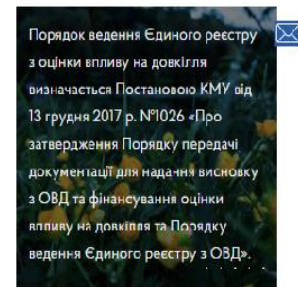 Порядок ведення Єдиного реєстру
з оцінки впливу на довкілля
визначається Постановою КМУ від
13 грудня 2017 р. №1026 «Про
затвердження Порядку передачі
документації для надання висновку
з ОВД та фінансування оцінки
впливу на довкілля та Порядку
ведення Єдиного реєстру з ОВД».